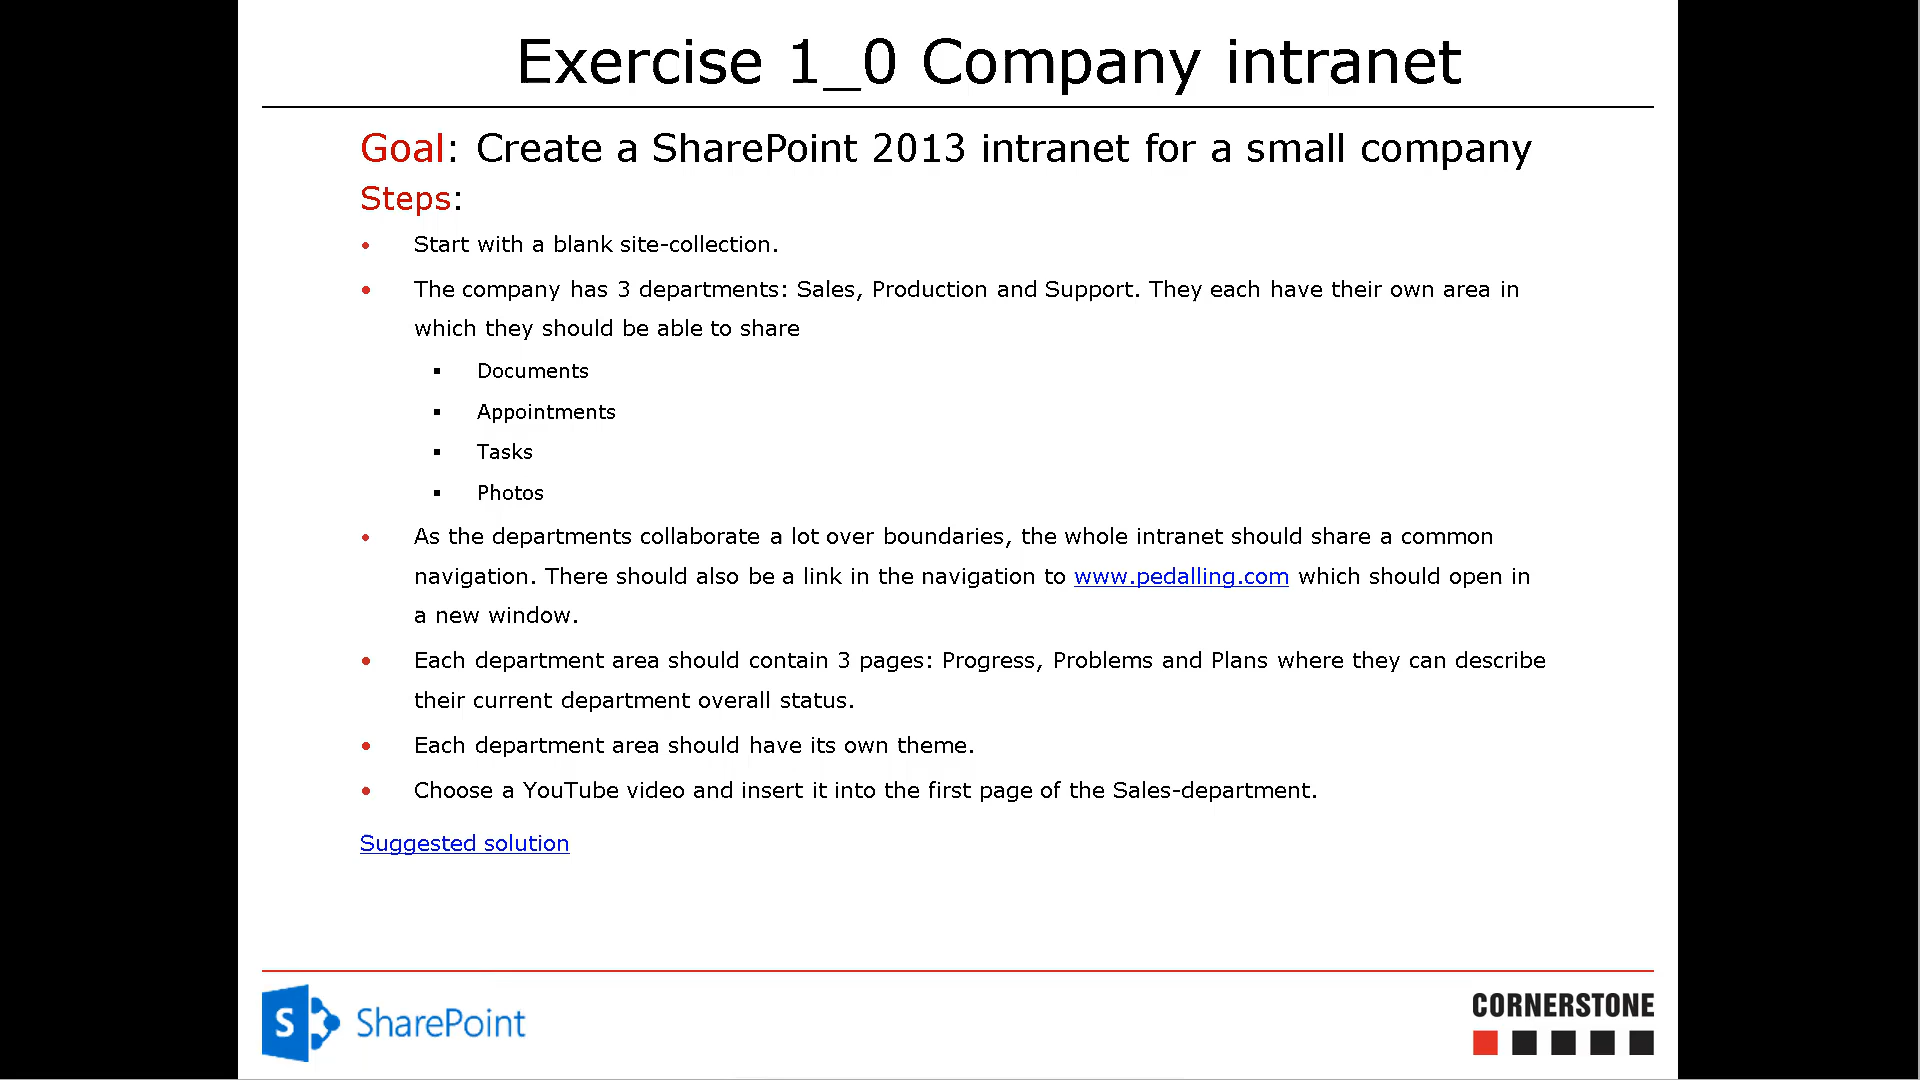 Exercise 1_0 Company intranet
Goal: Create a SharePoint 2013 intranet for a small company
Steps:
• Start with a blank site-collection.
• The company has 3 departments: Sales, Production and Support. They each have their own area in
which they should be able to share
▪ Documents
▪ Appointments
▪ Tasks
▪ Photos
• As the departments collaborate a lot over boundaries, the whole intranet should share a common
navigation. There should also be a link in the navigation to www.pedalling.com which should open in
a new window.
• Each department area should contain 3 pages: Progress, Problems and Plans where they can describe
their current department overall status.
• Each department area should have its own theme.
• Choose a YouTube video and insert it into the first page of the Sales-department.
Suggested solution
S SharePoint
CORNERSTONE